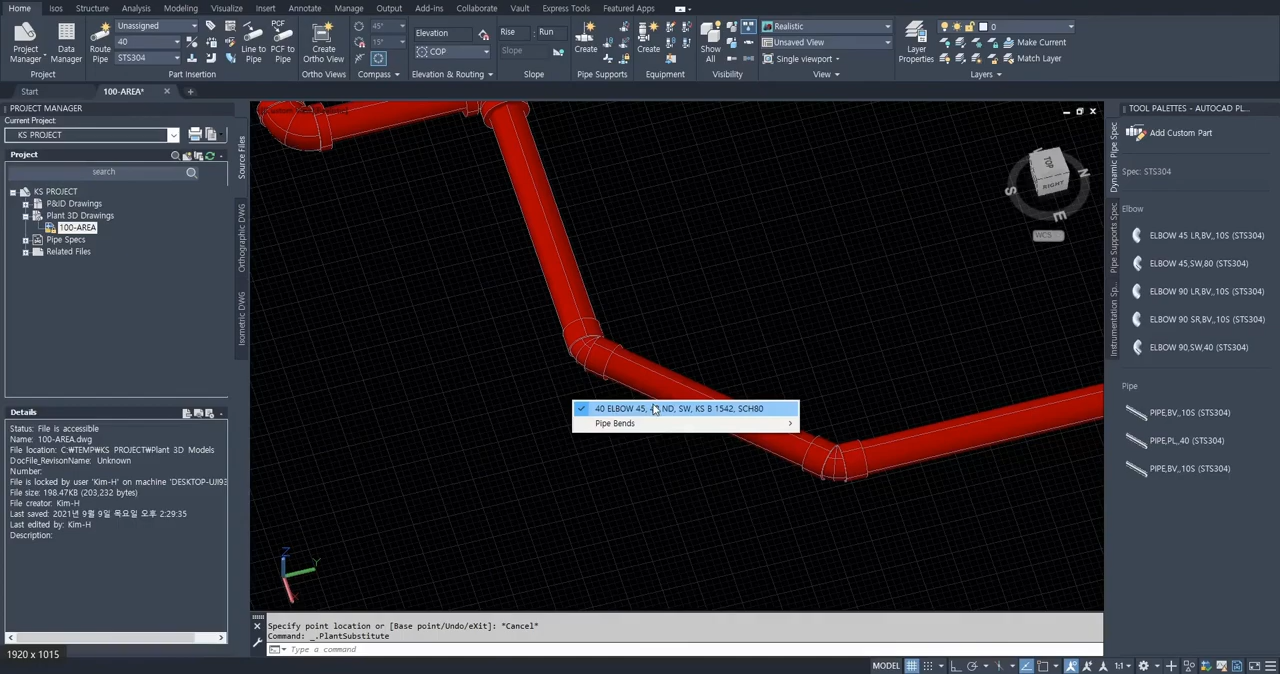 Home Isos Structure Analysis Modeling Visualize Insert Annotate Manage Output Add-ins Collaborate Vault Express Tools Featured Apps
Project Manager
Data Manager
Project
Route Pipe
Unassigned
40
STS304
Line to Pipe
PCF to Pipe
Part Insertion
Create Ortho View
Ortho Views
45°
15°
Compass
Elevation
COP
Elevation & Routing
Rise Run
Slope
Slope
Create
Pipe Supports
Create
Equipment
Show All
Visibility
Realistic
Unsaved View
Single viewport
View
Layer Properties
0
Make Current
Match Layer
Layers
Start 100-AREA*
PROJECT MANAGER
Current Project:
KS PROJECT
Project
search
KS PROJECT
P&ID Drawings
Plant 3D Drawings
100-AREA
Pipe Specs
Related Files
Source Files
Orthographic DWG
Isometric DWG
Details
Status: File is accessible
Name: 100-AREA.dwg
File location: C:₩TEMP₩KS PROJECT₩Plant 3D Models
DocFile_RevisonName: Unknown
Number:
File is locked by user 'Kim-H' on machine 'DESKTOP-UJI93
File size: 198.47KB (203,232 bytes)
File creator: Kim-H
Last saved: 2021년 9월 9일 목요일 오후 2:29:35
Last edited by: Kim-H
Description:
1920 x 1015
TOP
RIGHT
N
S
E
WCS
40 ELBOW 45, ND, SW, KS B 1542, SCH80
Pipe Bends
Z
Y
X
Specify point location or [Base point/Undo/eXit]: *Cancel*
Command: _.PlantSubstitute
Type a command
MODEL 1:1
TOOL PALETTES - AUTOCAD PL...
Dynamic Pipe Spec
Pipe Supports Spec
Instrumentation Sp...
Add Custom Part
Spec: STS304
Elbow
ELBOW 45 LR,BV,,10S (STS304)
ELBOW 45,SW,80 (STS304)
ELBOW 90 LR,BV,,10S (STS304)
ELBOW 90 SR,BV,,10S (STS304)
ELBOW 90,SW,40 (STS304)
Pipe
PIPE,BV,,10S (STS304)
PIPE,PL,,40 (STS304)
PIPE,BV,,10S (STS304)